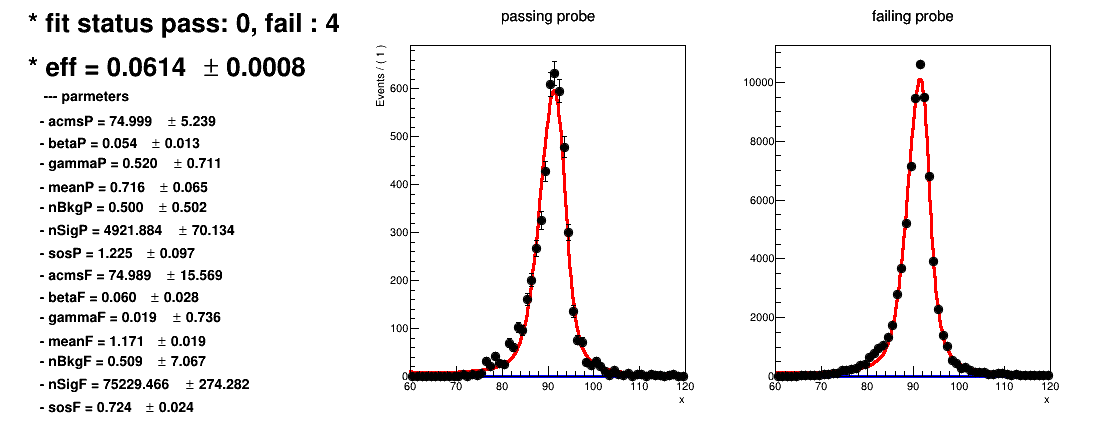 * fit status pass: 0, fail : 4
* eff = 0.0614 ± 0.0008
--- parmeters
- acmsP = 74.999 ± 5.239
- betaP = 0.054 ± 0.013
- gammaP = 0.520 ± 0.711
- meanP = 0.716 ± 0.065
- nBkgP = 0.500 ± 0.502
- nSigP = 4921.884 ± 70.134
- sosP = 1.225 ± 0.097
- acmsF = 74.989 ± 15.569
- betaF = 0.060 ± 0.028
- gammaF = 0.019 ± 0.736
- meanF = 1.171 ± 0.019
- nBkgF = 0.509 ± 7.067
- nSigF = 75229.466 ± 274.282
- sosF = 0.724 ± 0.024
passing probe
Events / ( 1 )
600
500
400
300
200
100
0
60 70 80 90 100 110 120
x
failing probe
10000
8000
6000
4000
2000
0
60 70 80 90 100 110 120
x